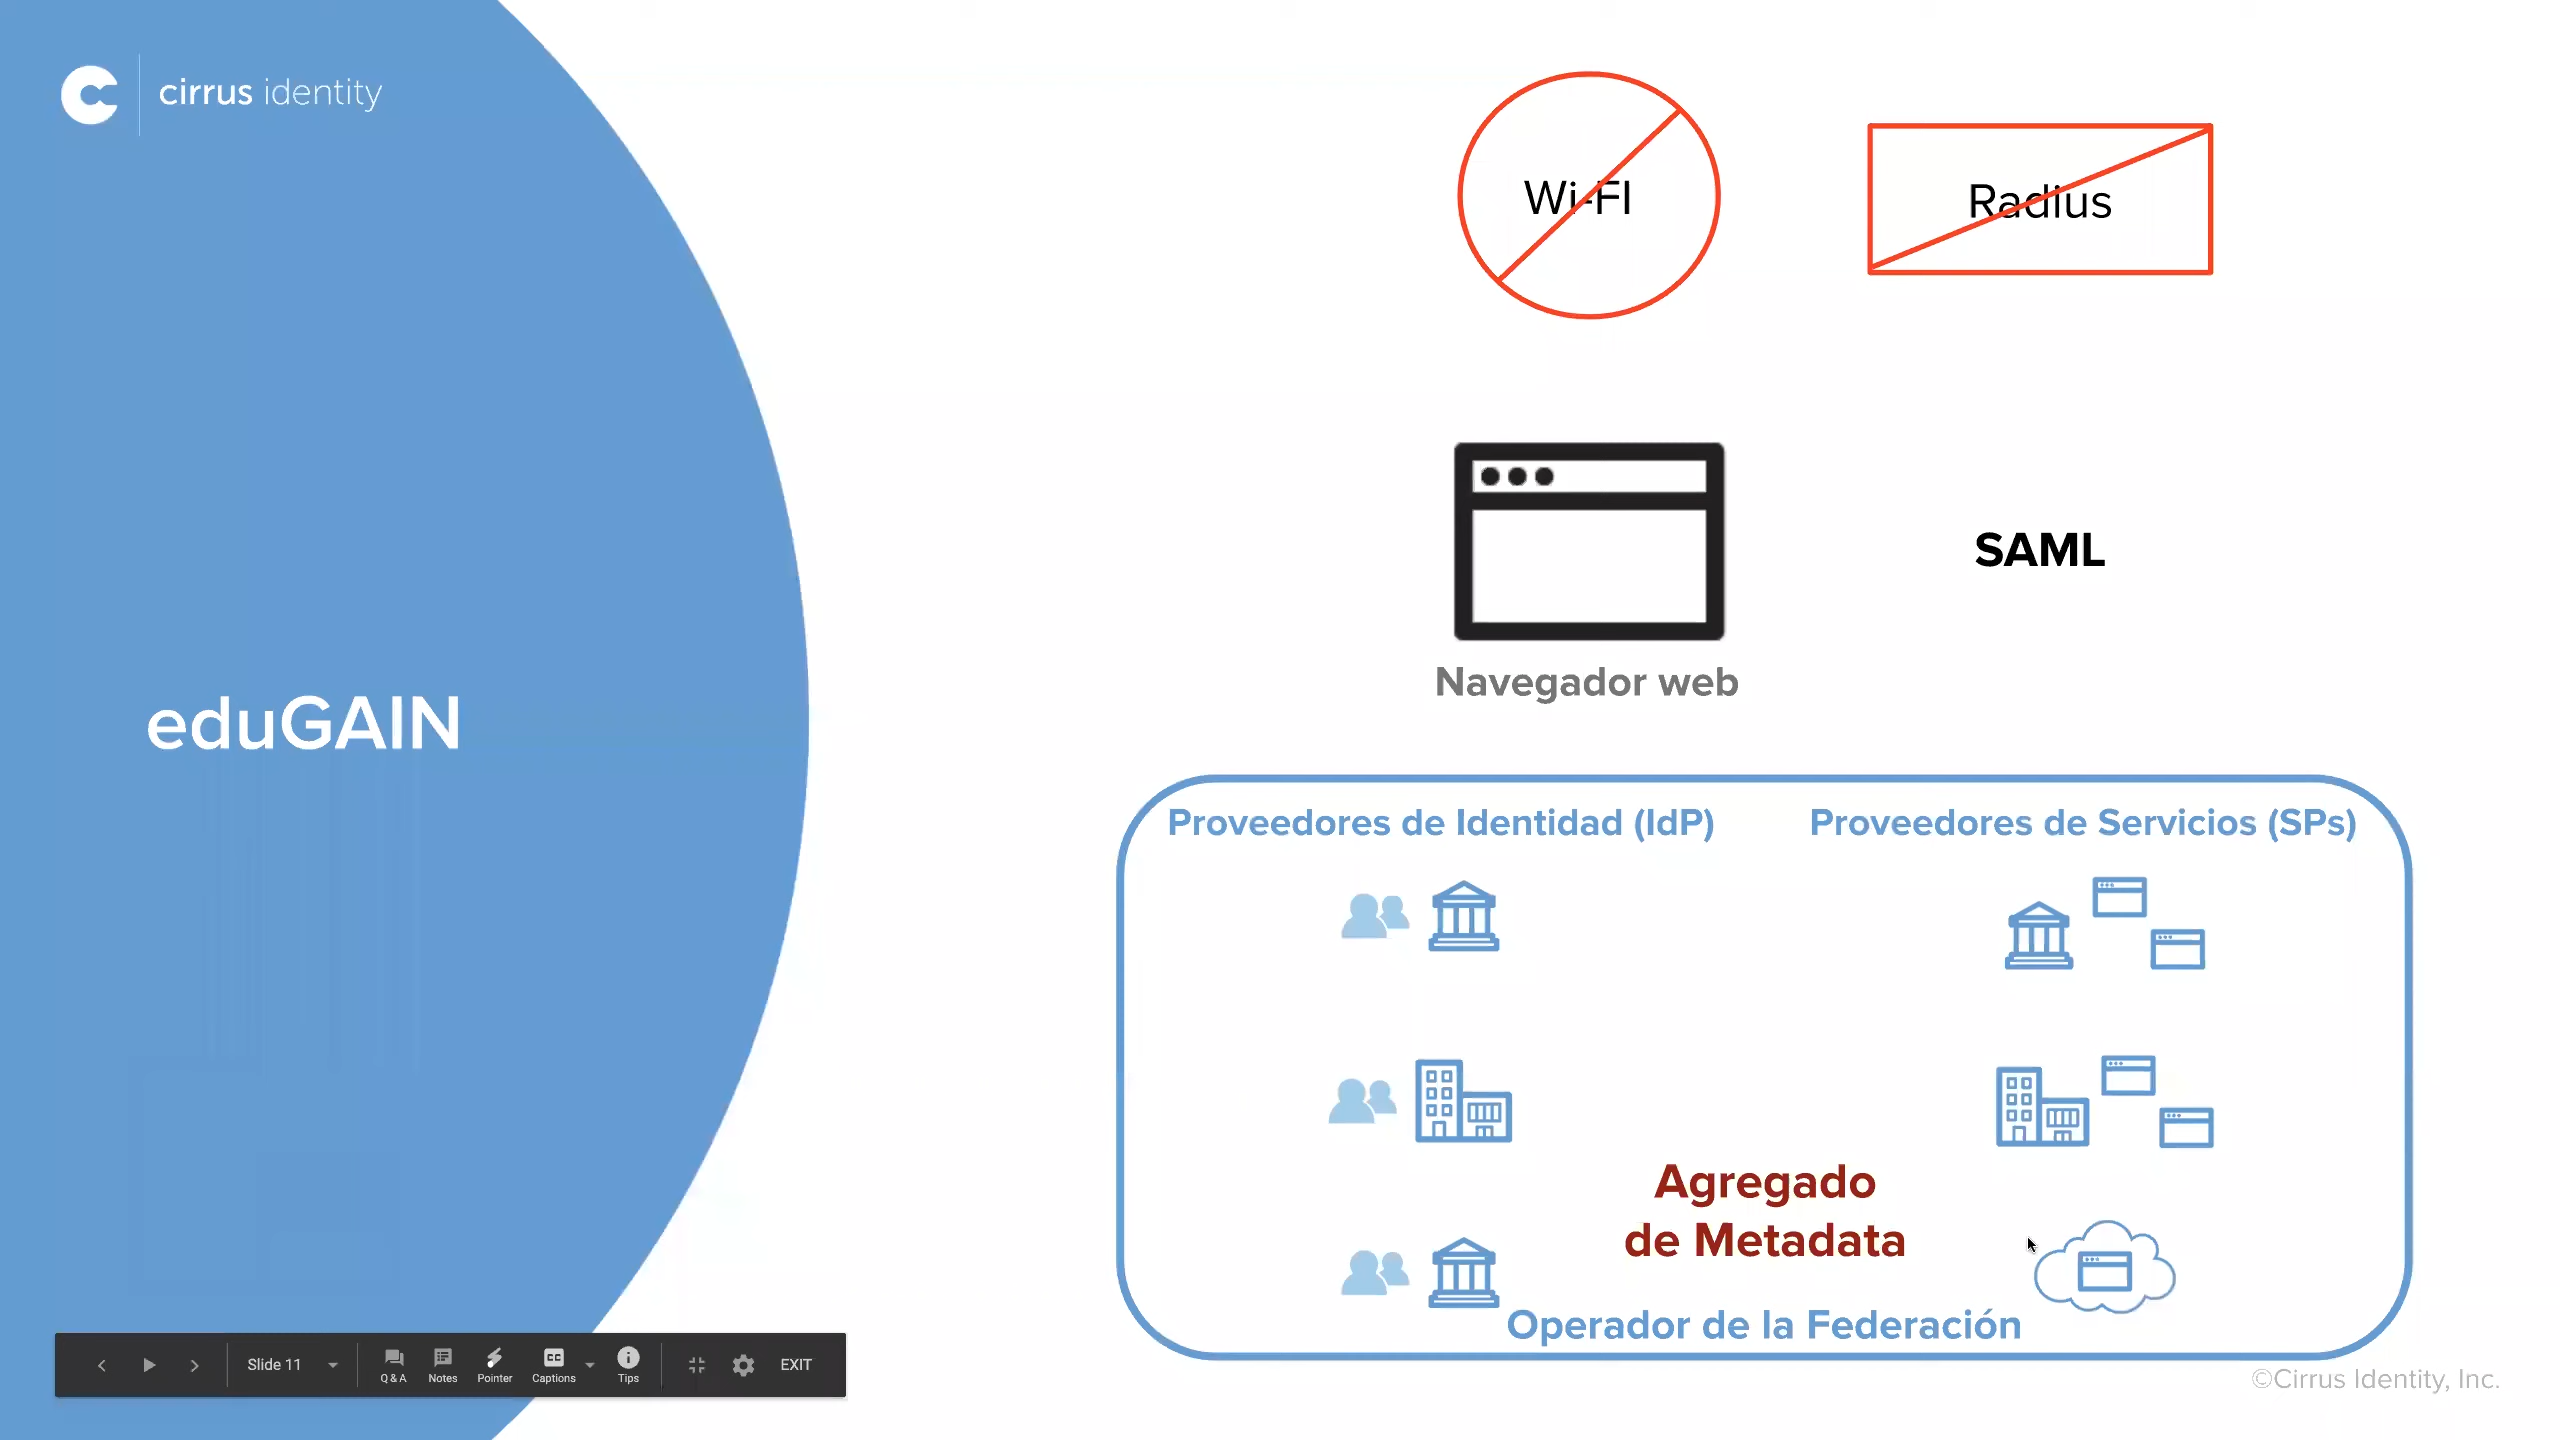 cirrus identity
Wi-FI
Radius
SAML
Navegador web
eduGAIN
Proveedores de Identidad (IdP)
Proveedores de Servicios (SPs)
Agregado
de Metadata
Operador de la Federación
Slide 11
Q & A
Notes
Pointer
CC
Captions
Tips
EXIT
©Cirrus Identity, Inc.